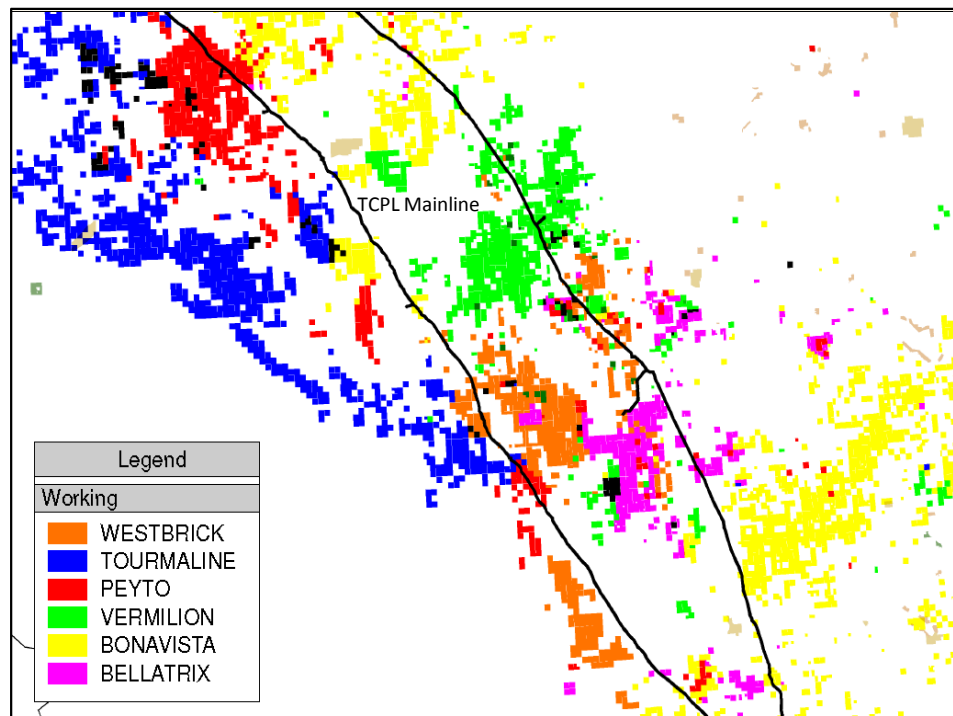 TCPL Mainline
Legend
Working
WESTBRICK
TOURMALINE
PEYTO
VERMILION
BONAVISTA
BELLATRIX